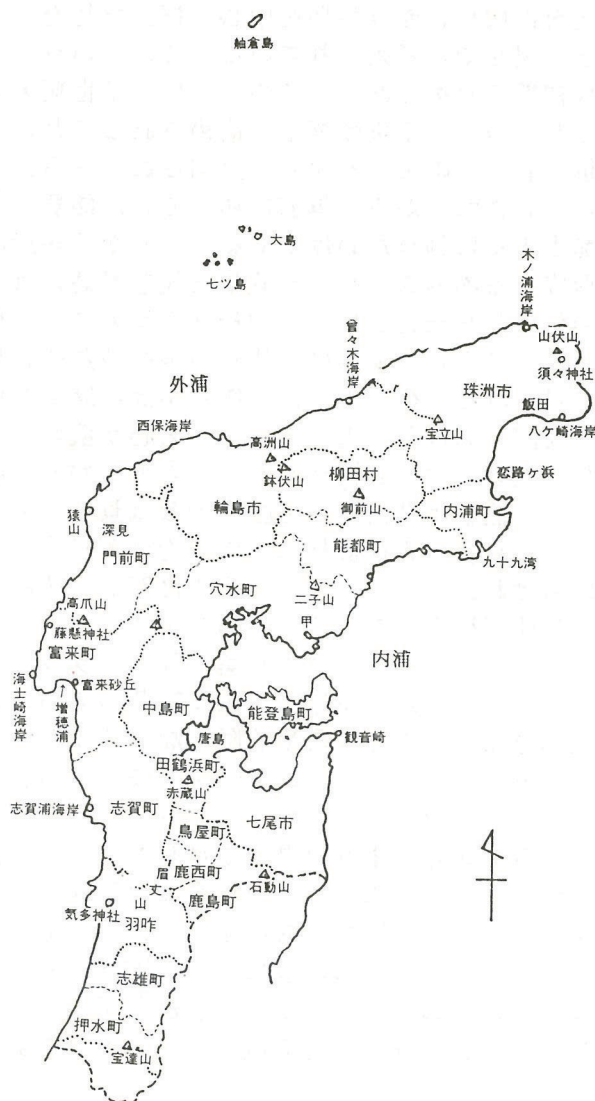 舳倉島
大島
七ツ島
木ノ浦海岸
山伏山
須々神社
曾々木海岸
珠洲市
外浦
飯田
西保海岸
宝立山
八ケ崎海岸
高洲山
鉢伏山
柳田村
恋路ヶ浜
猿山
深見
輪島市
御前山
内浦町
門前町
能都町
九十九湾
穴水町
二子山
高爪山
甲
藤懸神社
富来町
内浦
海士崎海岸
増穂浦
富来砂丘
中島町
能登島町
唐島
観音崎
田鶴浜町
赤蔵山
志賀浦海岸
志賀町
七尾市
鳥屋町
眉丈山
鹿西町
石動山
鹿島町
気多神社
羽咋
志雄町
押水町
宝達山